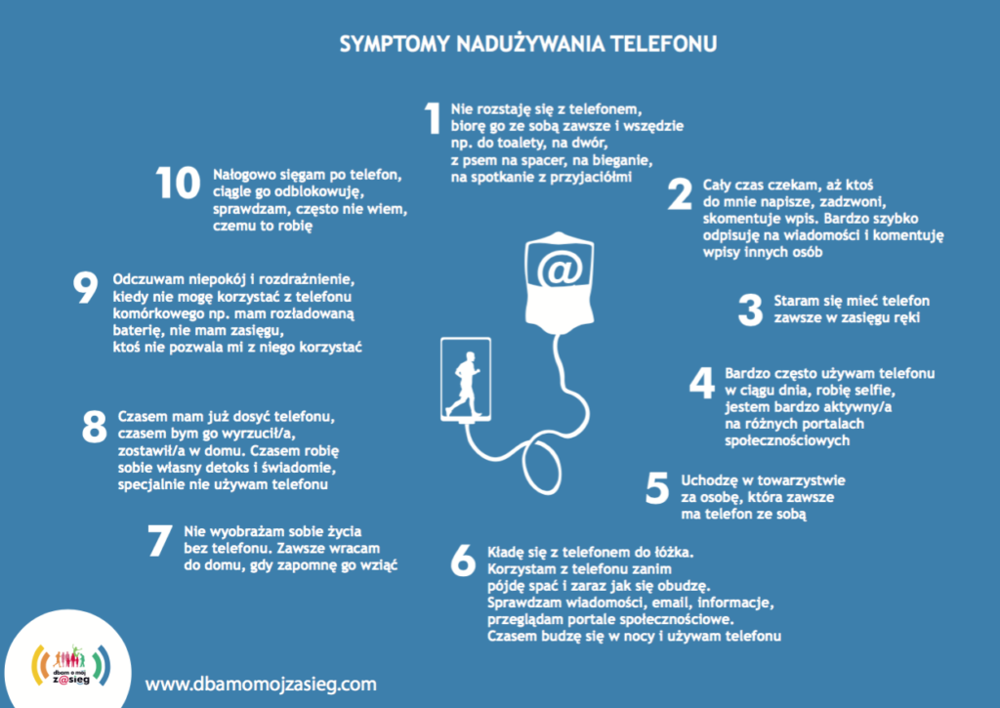 SYMPTOMY NADUŻYWANIA TELEFONU
1
Nie rozstaję się z telefonem,
biorę go ze sobą zawsze i wszędzie
np. do toalety, na dwór,
z psem na spacer, na bieganie,
na spotkanie z przyjaciółmi
2
Cały czas czekam, aż ktoś
do mnie napisze, zadzwoni,
skomentuje wpis. Bardzo szybko
odpisuję na wiadomości i komentuję
wpisy innych osób
3
Staram się mieć telefon
zawsze w zasięgu ręki
4
Bardzo często używam telefonu
w ciągu dnia, robię selfie,
jestem bardzo aktywny/a
na różnych portalach
społecznościowych
5
Uchodzę w towarzystwie
za osobę, która zawsze
ma telefon ze sobą
6
Kładę się z telefonem do łóżka.
Korzystam z telefonu zanim
pójdę spać i zaraz jak się obudzę.
Sprawdzam wiadomości, email, informacje,
przeglądam portale społecznościowe.
Czasem budzę się w nocy i używam telefonu
7
Nie wyobrażam sobie życia
bez telefonu. Zawsze wracam
do domu, gdy zapomnę go wziąć
8
Czasem mam już dosyć telefonu,
czasem bym go wyrzucił/a,
zostawił/a w domu. Czasem robię
sobie własny detoks i świadomie,
specjalnie nie używam telefonu
9
Odczuwam niepokój i rozdrażnienie,
kiedy nie mogę korzystać z telefonu
komórkowego np. mam rozładowaną
baterię, nie mam zasięgu,
ktoś nie pozwala mi z niego korzystać
10
Nałogowo sięgam po telefon,
ciągle go odblokowuję,
sprawdzam, często nie wiem,
czemu to robię
@
dbam o mój
z@sięg
www.dbamomojzasieg.com